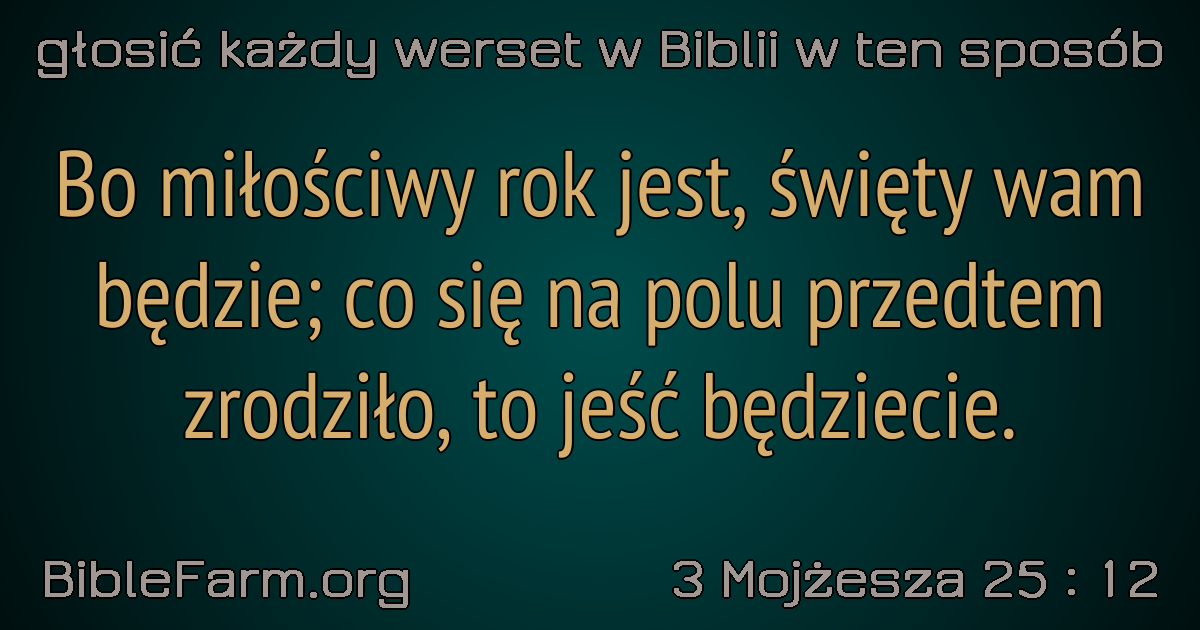 głosić każdy werset w Biblii w ten sposób
Bo miłościwy rok jest, święty wam
będzie; co się na polu przedtem
zrodziło, to jeść będziecie.
BibleFarm.org
3 Mojżesza 25 : 12